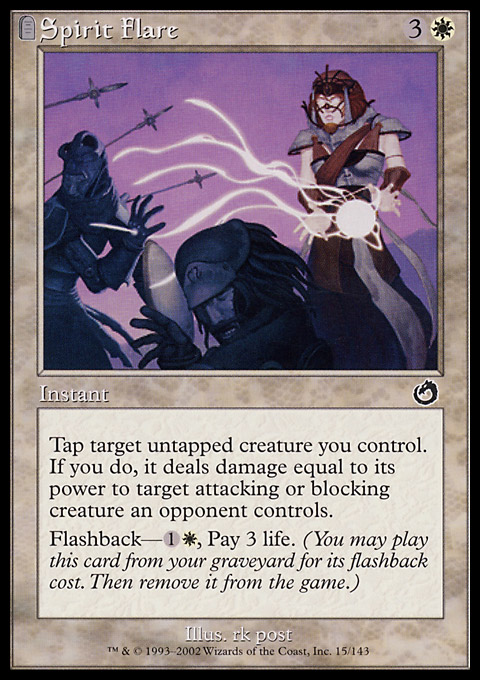 Spirit Flare 3
Instant
Tap target untapped creature you control.
If you do, it deals damage equal to its
power to target attacking or blocking
creature an opponent controls.
Flashback—1, Pay 3 life. (You may play
this card from your graveyard for its flashback
cost. Then remove it from the game.)
Illus. rk post
™ & © 1993–2002 Wizards of the Coast, Inc. 15/143